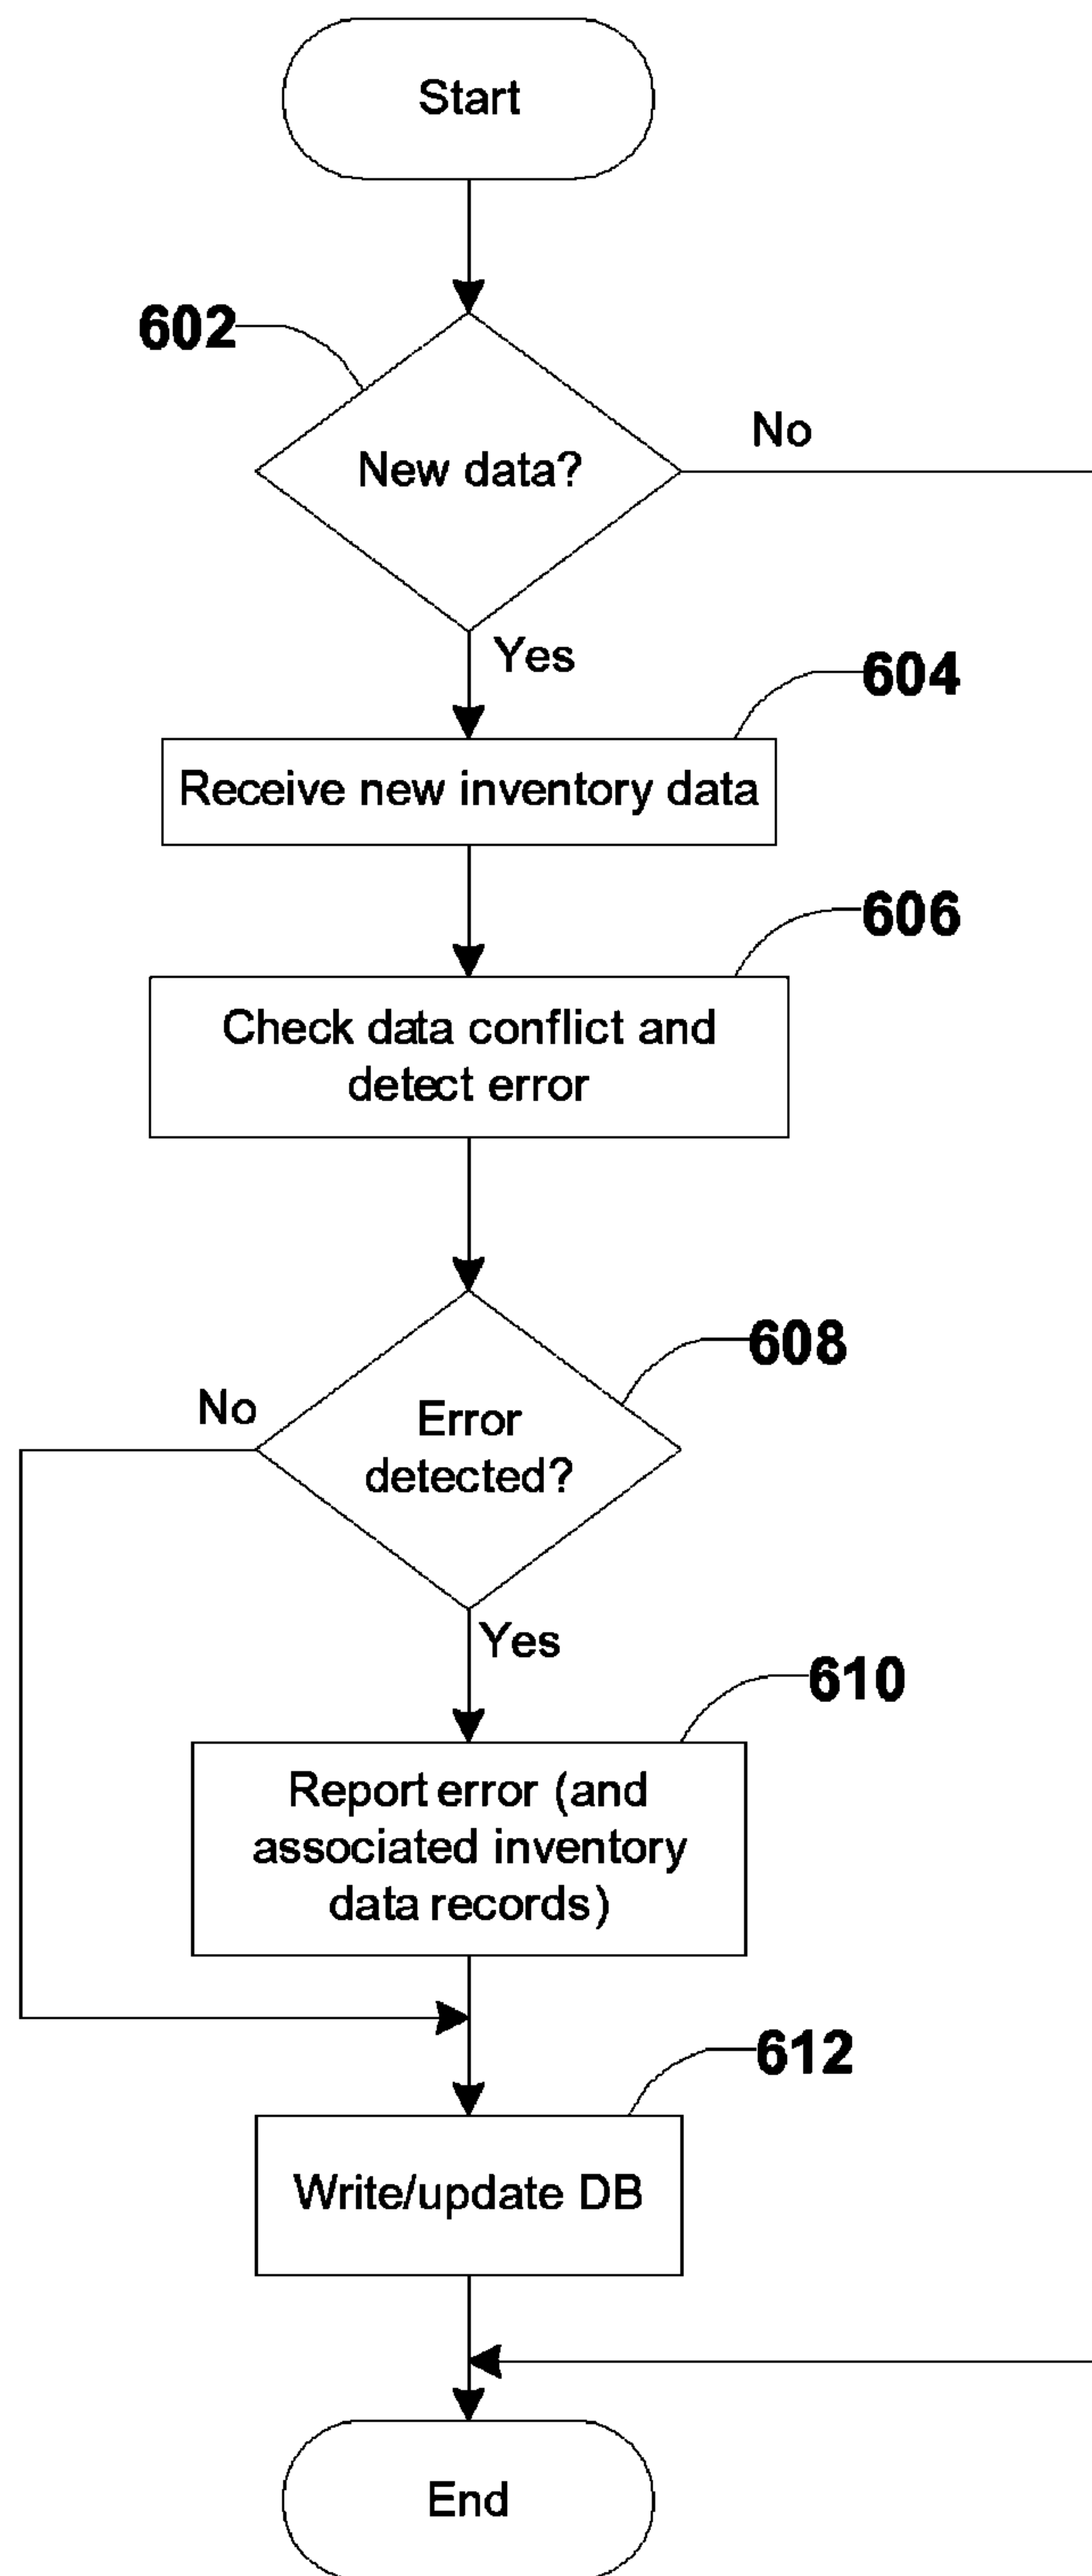 Start
602
New data?
No
Yes
604
Receive new inventory data
606
Check data conflict and
detect error
608
No
Error
detected?
Yes
610
Report error (and
associated inventory
data records)
612
Write/update DB
End